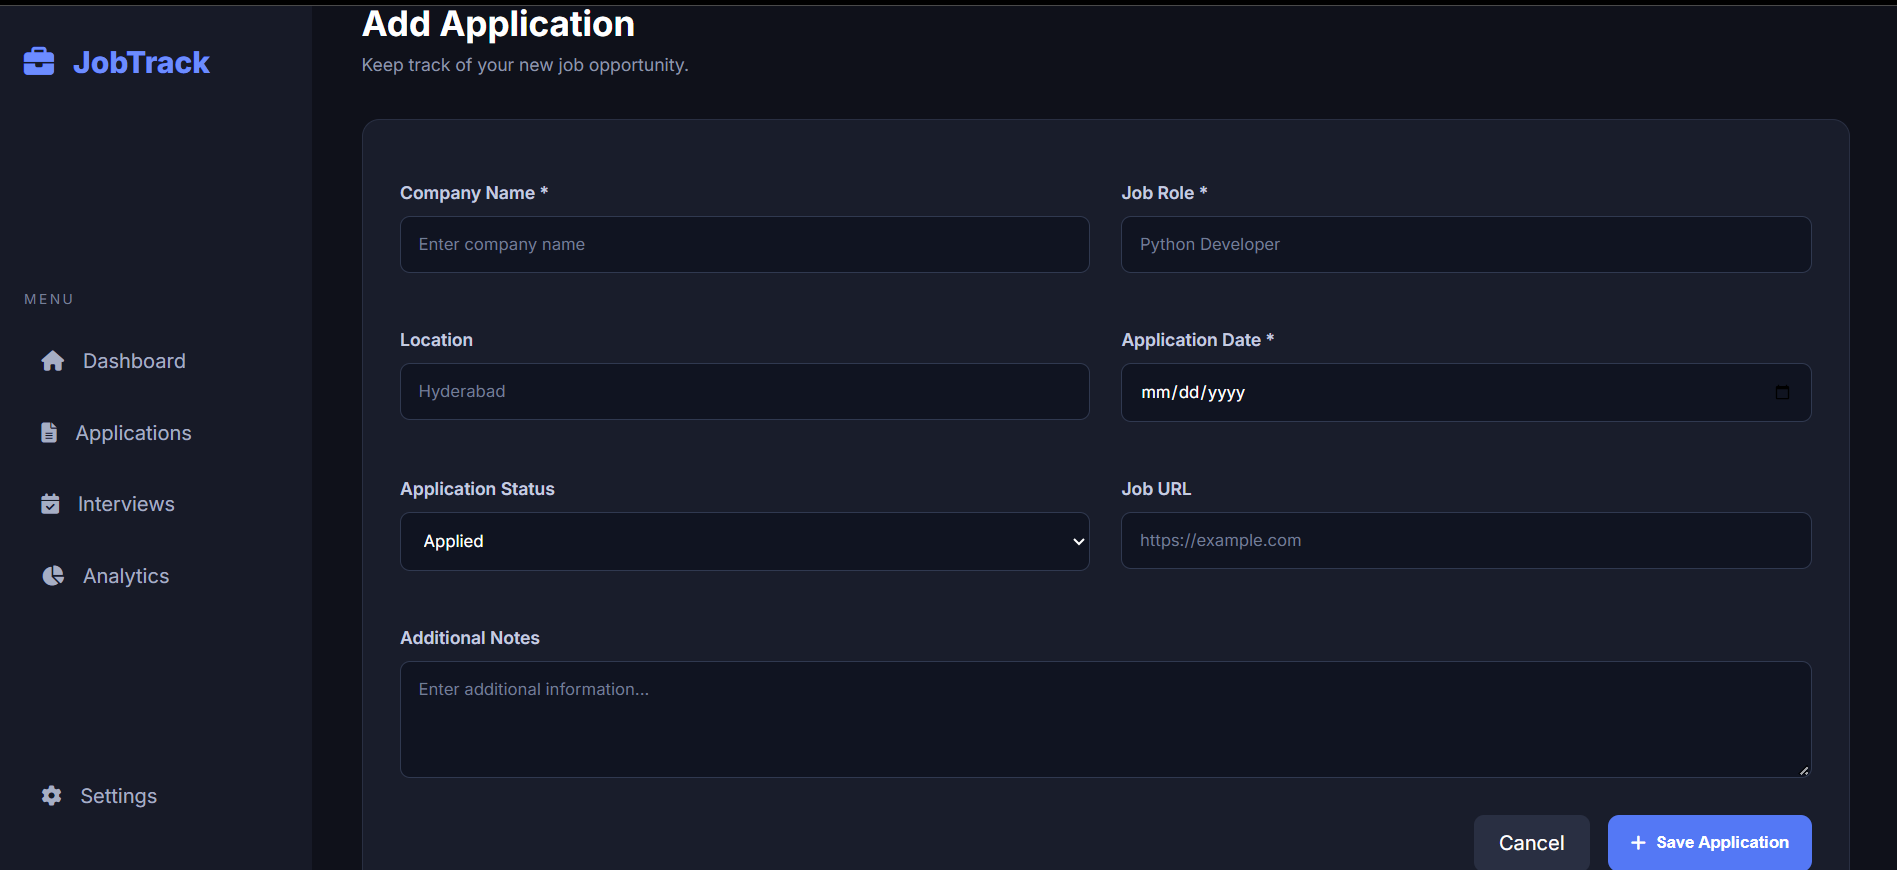 JobTrack
MENU
Dashboard
Applications
Interviews
Analytics
Settings
Add Application
Keep track of your new job opportunity.
Company Name *
Enter company name
Job Role *
Python Developer
Location
Hyderabad
Application Date *
mm/dd/yyyy
Application Status
Applied
Job URL
https://example.com
Additional Notes
Enter additional information...
Cancel
+ Save Application